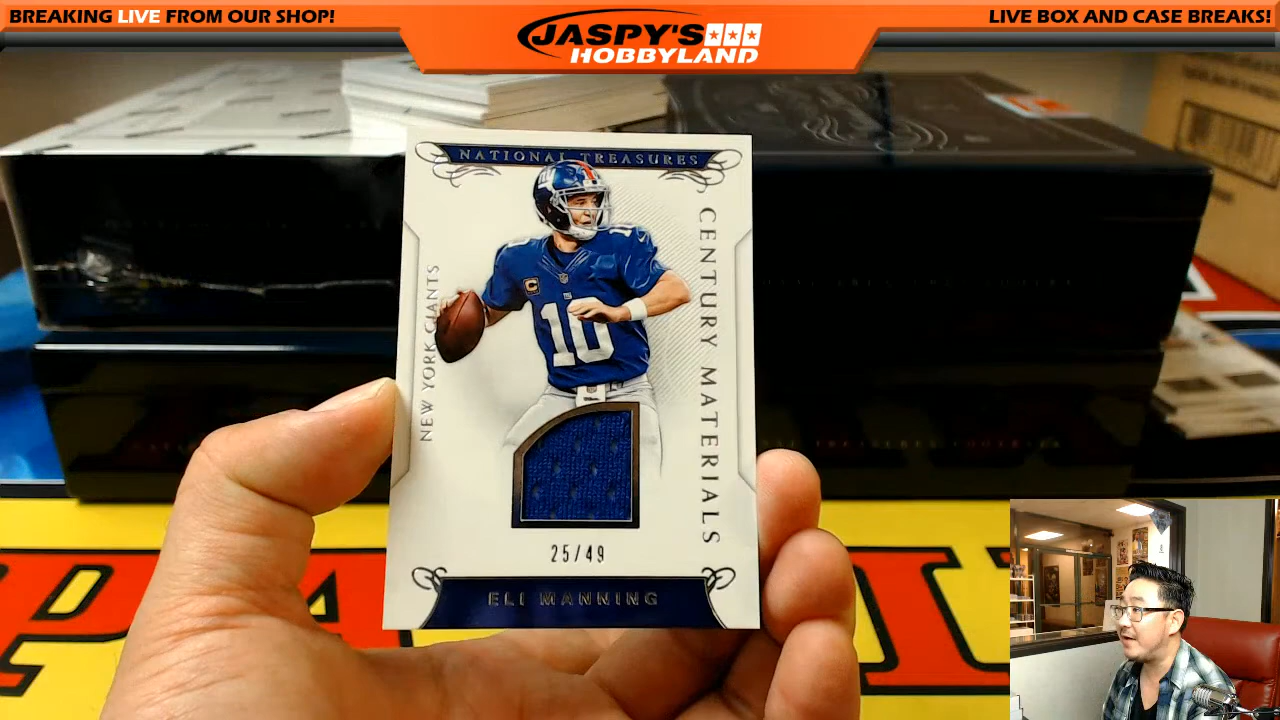 BREAKING LIVE FROM OUR SHOP!
JASPY'S
HOBBYLAND
LIVE BOX AND CASE BREAKS!
NATIONAL TREASURES
NEW YORK GIANTS
CENTURY MATERIALS
10
C
25/49
ELI MANNING